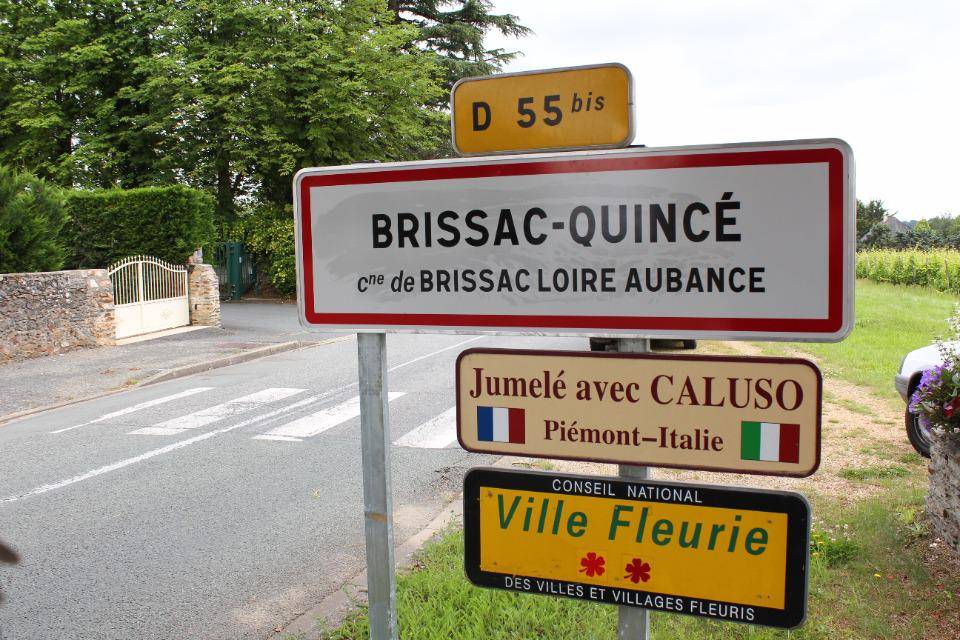 D 55 bis
BRISSAC-QUINCÉ
cne de BRISSAC LOIRE AUBANCE
Jumelé avec CALUSO
Piémont-Italie
CONSEIL NATIONAL
Ville Fleurie
DES VILLES ET VILLAGES FLEURIS